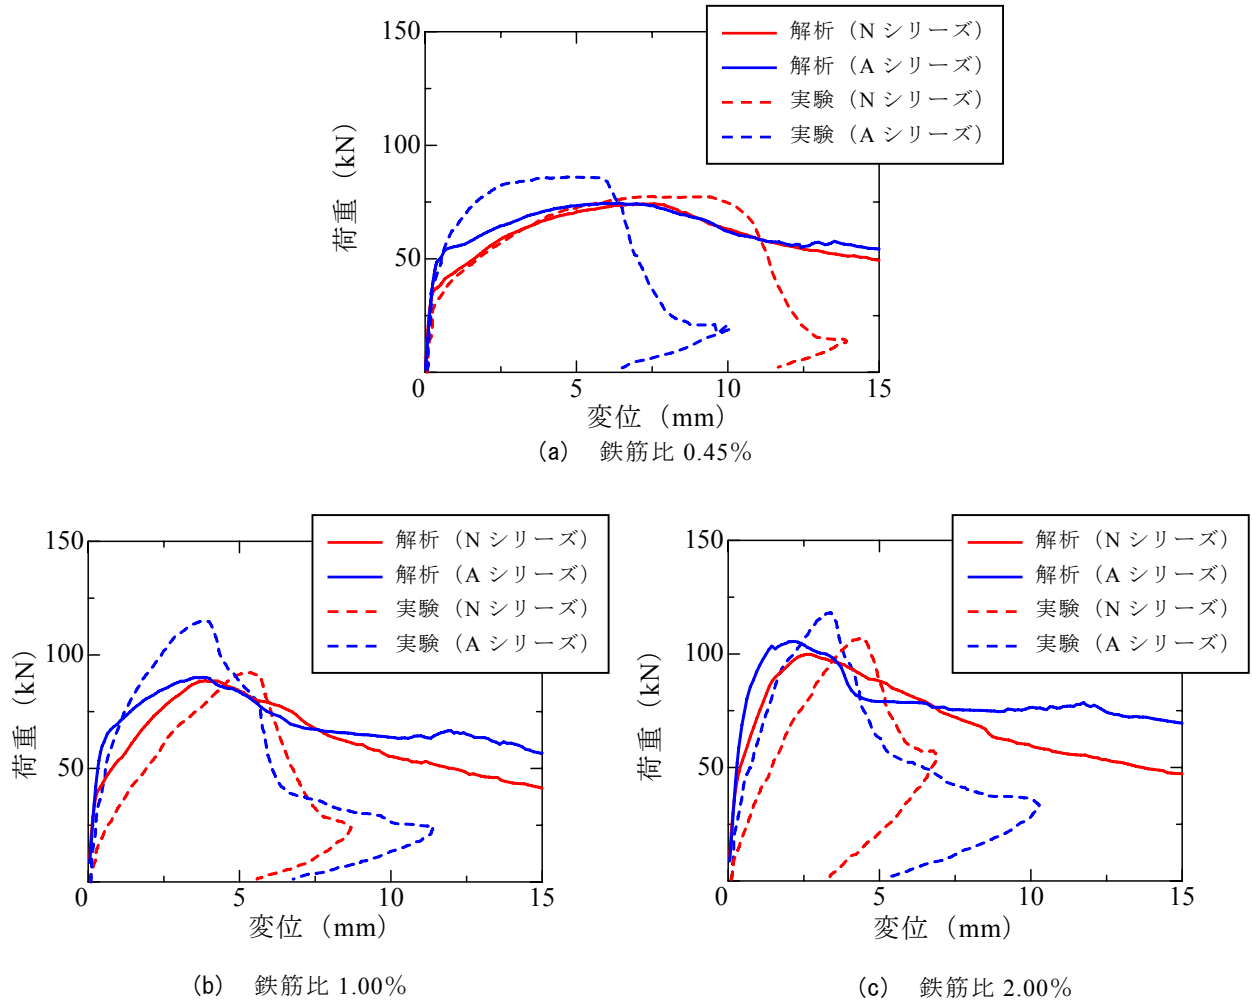 150
100
50
荷重（kN）
0
5
10
15
変位（mm）
解析（N シリーズ）
解析（A シリーズ）
実験（N シリーズ）
実験（A シリーズ）
(a) 鉄筋比 0.45%
150
100
50
荷重（kN）
0
5
10
15
変位（mm）
解析（N シリーズ）
解析（A シリーズ）
実験（N シリーズ）
実験（A シリーズ）
(b) 鉄筋比 1.00%
150
100
50
荷重（kN）
0
5
10
15
変位（mm）
解析（N シリーズ）
解析（A シリーズ）
実験（N シリーズ）
実験（A シリーズ）
(c) 鉄筋比 2.00%